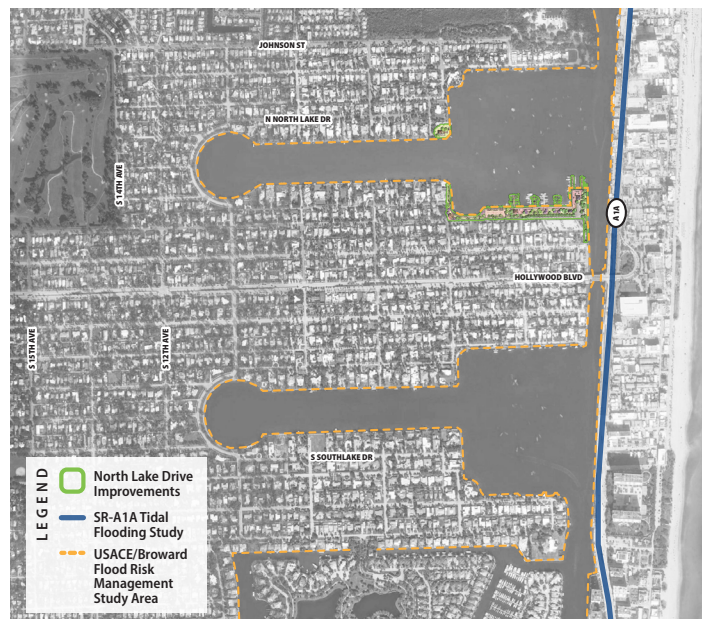 JOHNSON ST
N NORTH LAKE DR
S 14TH AVE
A1A
HOLLYWOOD BLVD
S 15TH AVE
S 12TH AVE
S SOUTHLAKE DR
LEGEND
North Lake Drive
Improvements
SR-A1A Tidal
Flooding Study
USACE/Broward
Flood Risk
Management
Study Area